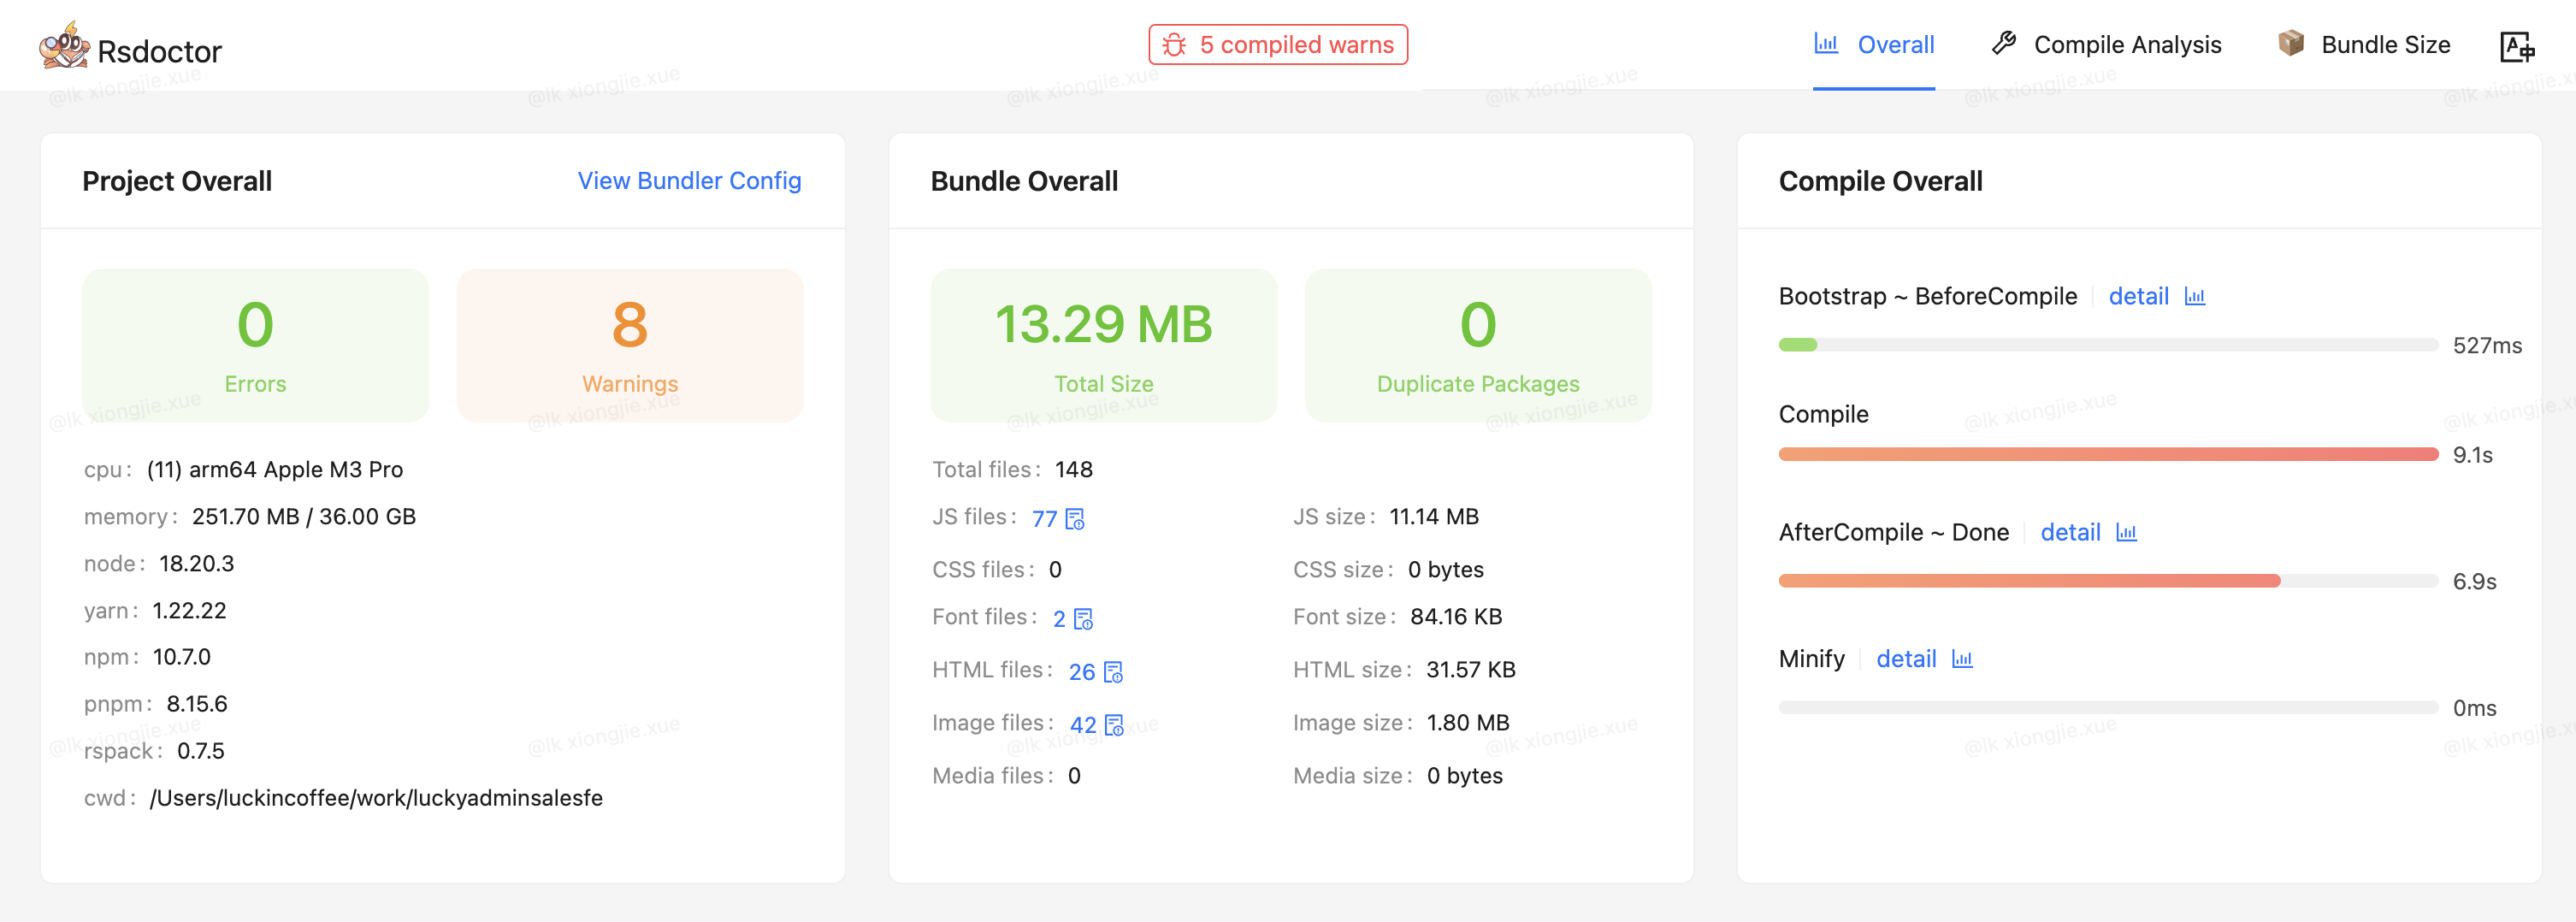 Rsdoctor
5 compiled warns
Overall
Compile Analysis
Bundle Size
Project Overall
View Bundler Config
0
Errors
8
Warnings
cpu: (11) arm64 Apple M3 Pro
memory: 251.70 MB / 36.00 GB
node: 18.20.3
yarn: 1.22.22
npm: 10.7.0
pnpm: 8.15.6
rspack: 0.7.5
cwd: /Users/luckincoffee/work/luckyadminsalesfe
Bundle Overall
13.29 MB
Total Size
0
Duplicate Packages
Total files: 148
JS files: 77
JS size: 11.14 MB
CSS files: 0
CSS size: 0 bytes
Font files: 2
Font size: 84.16 KB
HTML files: 26
HTML size: 31.57 KB
Image files: 42
Image size: 1.80 MB
Media files: 0
Media size: 0 bytes
Compile Overall
Bootstrap ~ BeforeCompile
detail
527ms
Compile
9.1s
AfterCompile ~ Done
detail
6.9s
Minify
detail
0ms
@lk xiongjie.xue